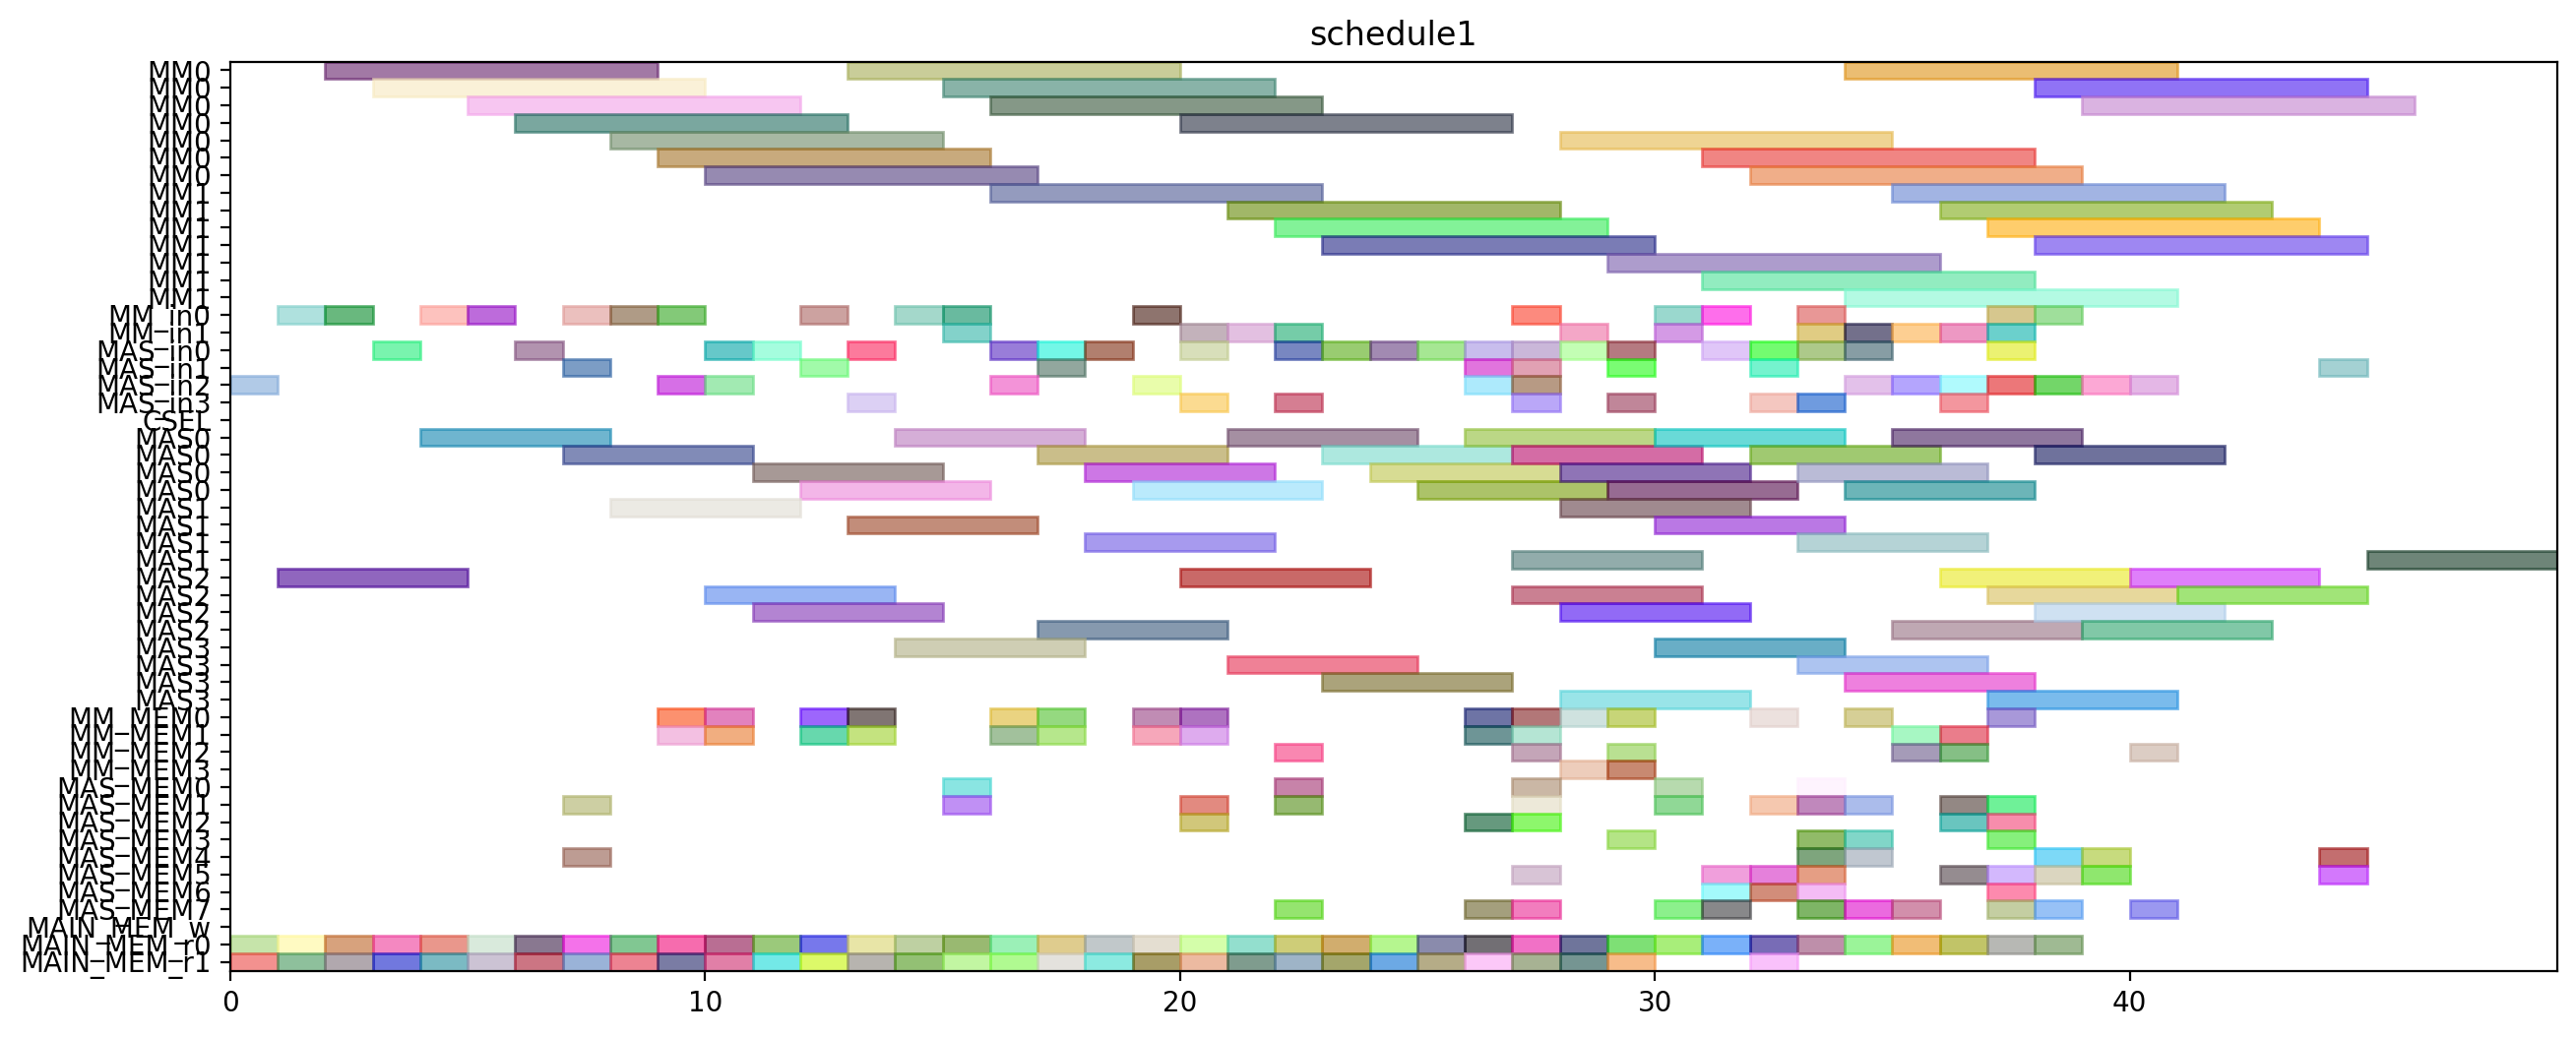 schedule1
MM0
MM0
MM0
MM0
MM0
MM0
MM0
MM1
MM1
MM1
MM1
MM1
MM1
MM1
MM_in0
MM_in1
MAS_in0
MAS_in1
MAS_in2
MAS_in3
CSEL
MAS0
MAS0
MAS0
MAS0
MAS1
MAS1
MAS1
MAS1
MAS2
MAS2
MAS2
MAS2
MAS3
MAS3
MAS3
MAS3
MM_MEM0
MM_MEM1
MM_MEM2
MM_MEM3
MAS_MEM0
MAS_MEM1
MAS_MEM2
MAS_MEM3
MAS_MEM4
MAS_MEM5
MAS_MEM6
MAS_MEM7
MAIN_MEM_w
MAIN_MEM_r0
MAIN_MEM_r1
0 10 20 30 40